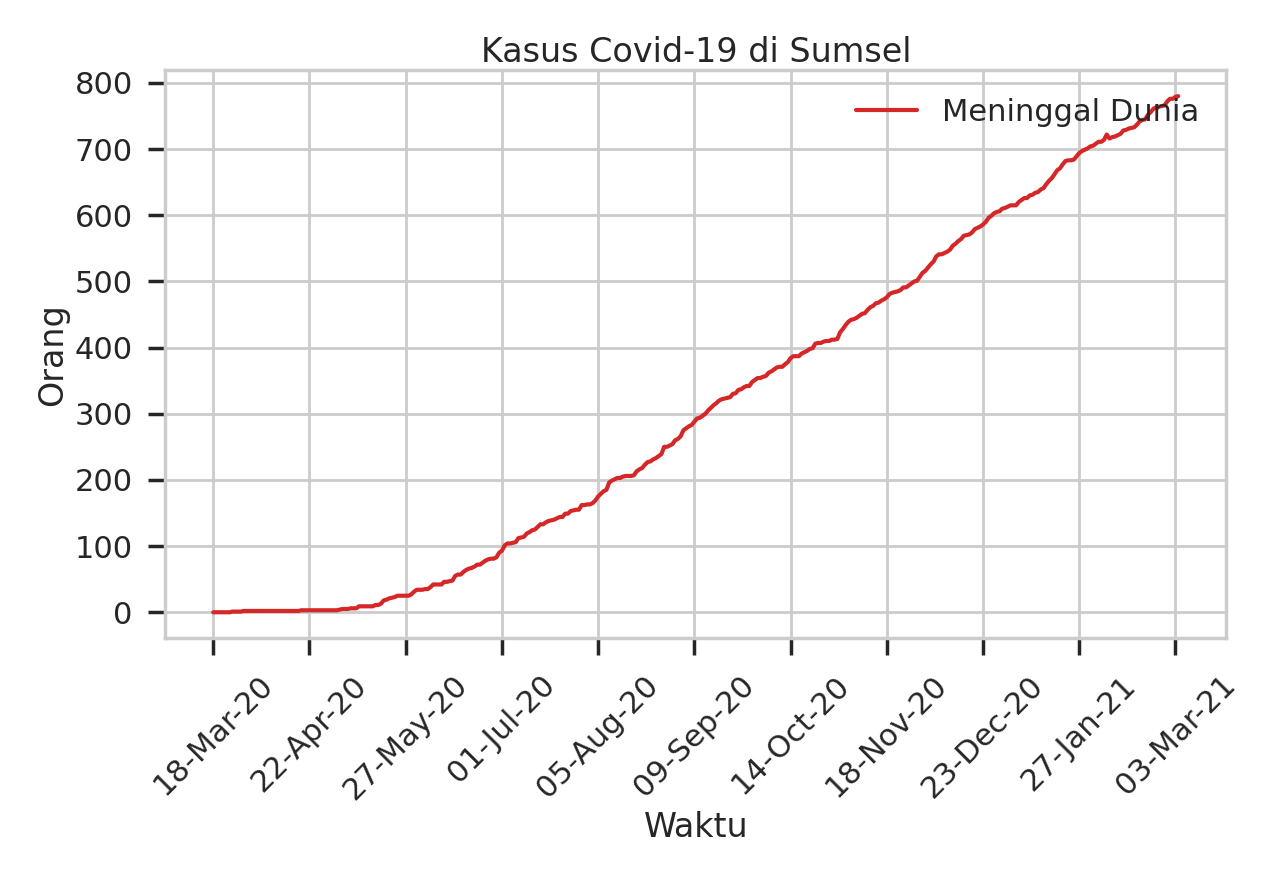 Kasus Covid-19 di Sumsel
Meninggal Dunia
Orang
800
700
600
500
400
300
200
100
0
18-Mar-20
22-Apr-20
27-May-20
01-Jul-20
05-Aug-20
09-Sep-20
14-Oct-20
18-Nov-20
23-Dec-20
27-Jan-21
03-Mar-21
Waktu